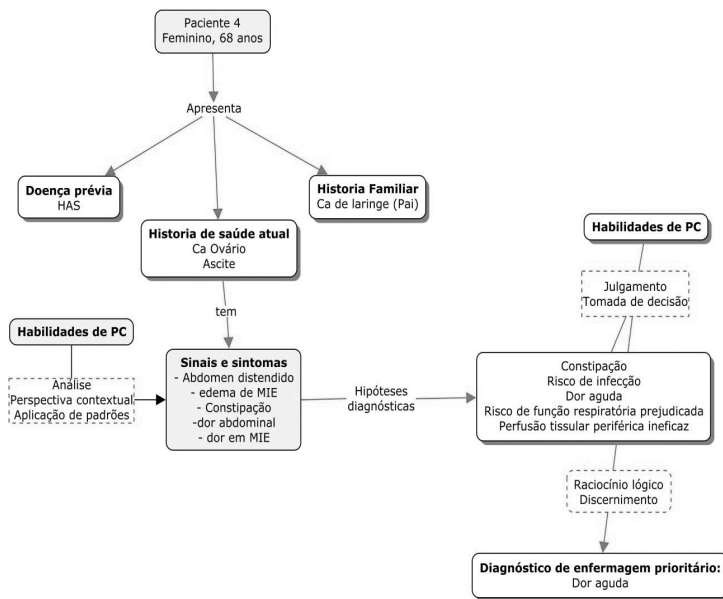 Paciente 4
Feminino, 68 anos
Apresenta
Doença prévia
HAS
Historia Familiar
Ca de laringe (Pai)
Historia de saúde atual
Ca Ovário
Ascite
tem
Habilidades de PC
Análise
Perspectiva contextual
Aplicação de padrões
Sinais e sintomas
- Abdomen distendido
- edema de MIE
- Constipação
-dor abdominal
- dor em MIE
Hipóteses
diagnósticas
Habilidades de PC
Julgamento
Tomada de decisão
Constipação
Risco de infecção
Dor aguda
Risco de função respiratória prejudicada
Perfusão tissular periférica ineficaz
Raciocínio lógico
Discernimento
Diagnóstico de enfermagem prioritário:
Dor aguda